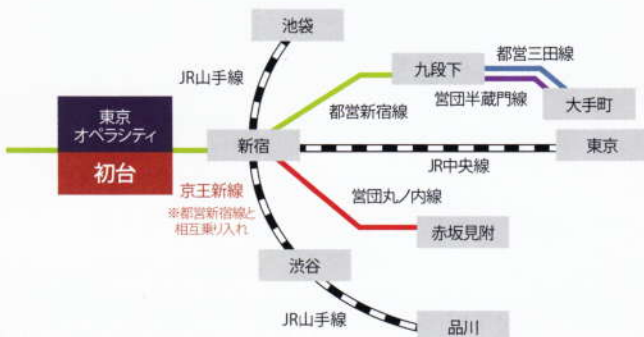 池袋
JR山手線
九段下
都営三田線
営団半蔵門線
大手町
都営新宿線
東京
オペラシティ
初台
新宿
東京
JR中央線
京王新線
※都営新宿線と
相互乗り入れ
営団丸ノ内線
赤坂見附
渋谷
JR山手線
品川